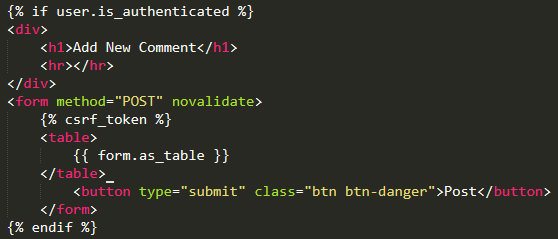 {% if user.is_authenticated %}
<div>
    <h1>Add New Comment</h1>
    <hr></hr>
</div>
<form method="POST" novalidate>
    {% csrf_token %}
    <table>
        {{ form.as_table }}
    </table>
        <button type="submit" class="btn btn-danger">Post</button>
    </form>
{% endif %}